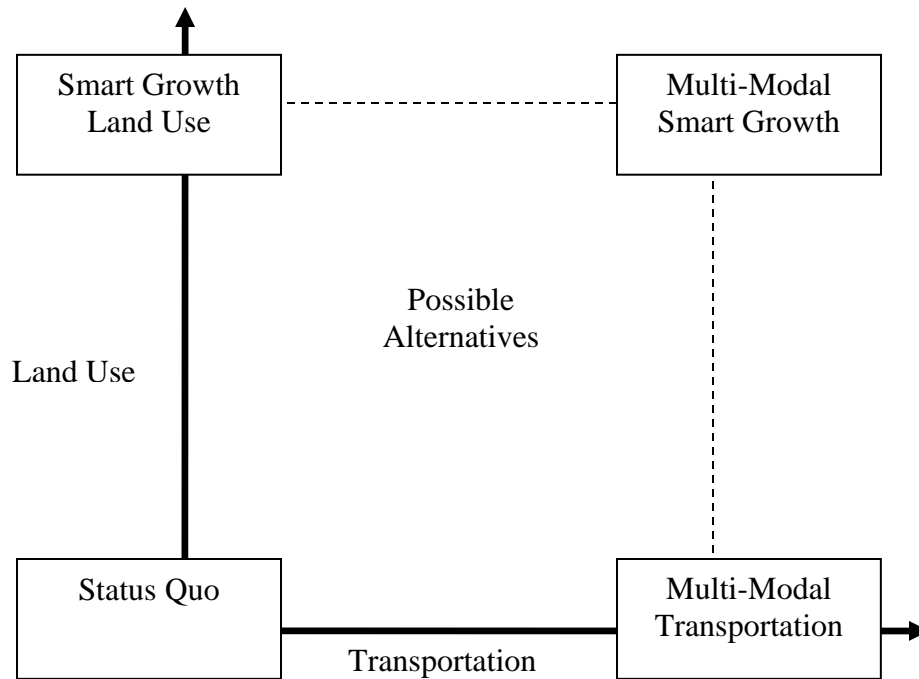 Smart Growth
Land Use
Multi-Modal
Smart Growth
Possible
Alternatives
Land Use
Status Quo
Multi-Modal
Transportation
Transportation